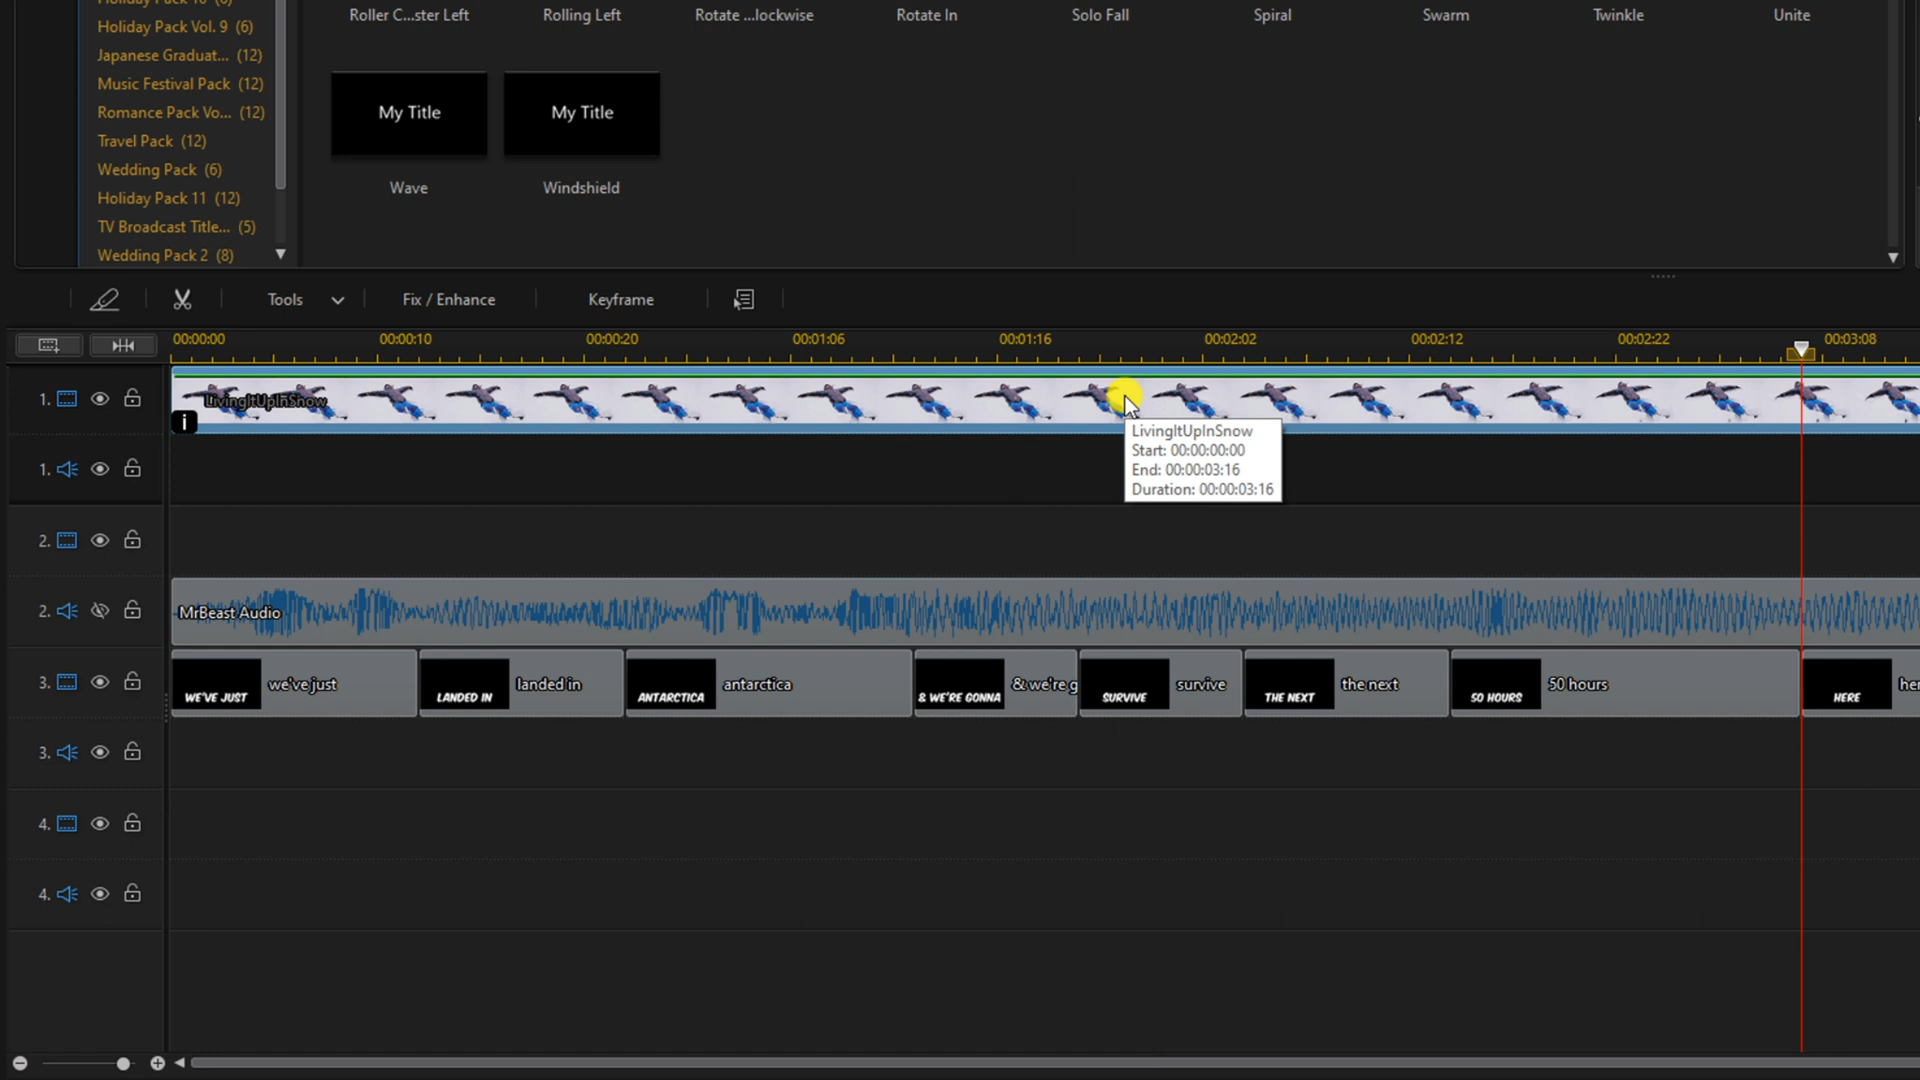 Holiday Pack 10 (6)
Roller C...ster Left
Rolling Left
Rotate ...lockwise
Rotate In
Solo Fall
Spiral
Swarm
Twinkle
Unite
Holiday Pack Vol. 9 (6)
Japanese Graduat... (12)
Music Festival Pack (12)
Romance Pack Vo... (12)
Travel Pack (12)
Wedding Pack (6)
Holiday Pack 11 (12)
TV Broadcast Title... (5)
Wedding Pack 2 (8)
My Title
My Title
Wave
Windshield
Tools
Fix / Enhance
Keyframe
00:00:00
00:00:10
00:00:20
00:01:06
00:01:16
00:02:02
00:02:12
00:02:22
00:03:08
1.
LivingItUpInSnow
i
LivingItUpInSnow
Start: 00:00:00:00
End: 00:00:03:16
Duration: 00:00:03:16
1.
2.
2.
MrBeast Audio
3.
WE'VE JUST
we've just
LANDED IN
landed in
ANTARCTICA
antarctica
& WE'RE GONNA
& we're g
SURVIVE
survive
THE NEXT
the next
50 HOURS
50 hours
HERE
her
3.
4.
4.